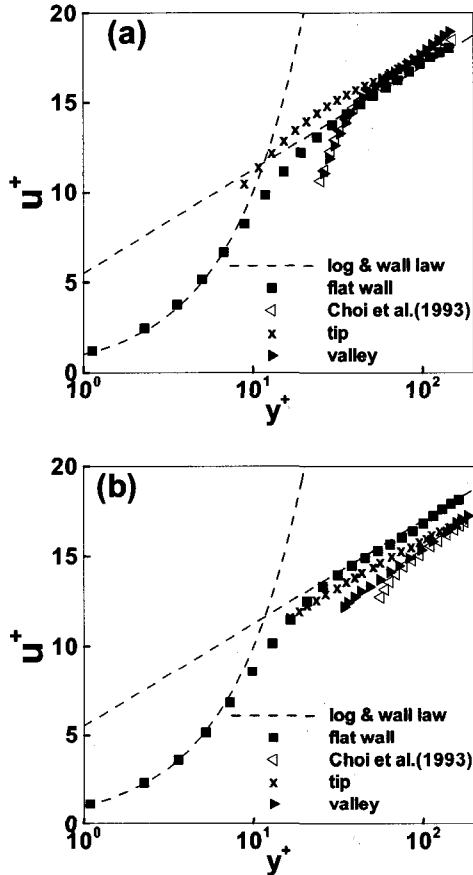 (a)
20
15
10
5
0
u+
log & wall law
flat wall
Choi et al.(1993)
tip
valley
10^0
10^1
10^2
y+
(b)
20
15
10
5
0
u+
log & wall law
flat wall
Choi et al.(1993)
tip
valley
10^0
10^1
10^2
y+